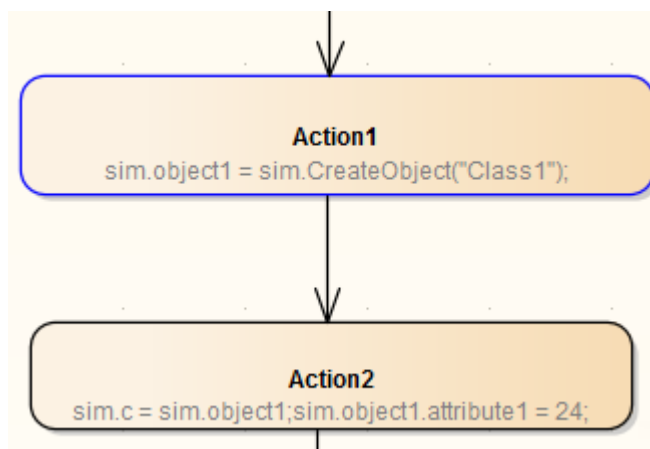 Action1
sim.object1 = sim.CreateObject("Class1");
Action2
sim.c = sim.object1;sim.object1.attribute1 = 24;